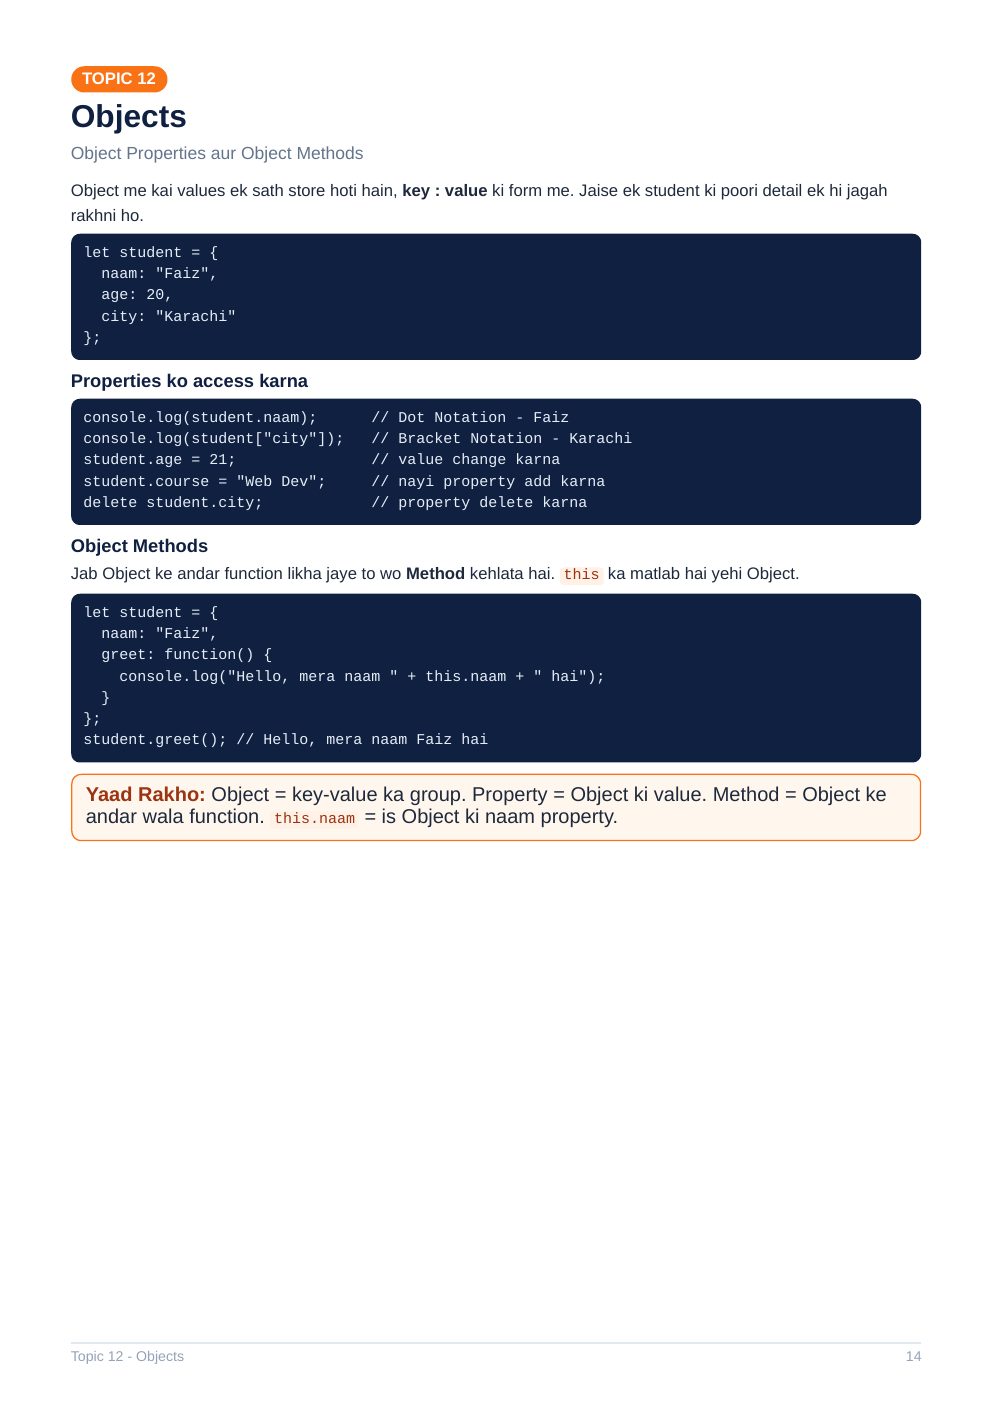 TOPIC 12
Objects
Object Properties aur Object Methods
Object me kai values ek sath store hoti hain, key : value ki form me. Jaise ek student ki poori detail ek hi jagah
rakhni ho.
let student = {
  naam: "Faiz",
  age: 20,
  city: "Karachi"
};
Properties ko access karna
console.log(student.naam);      // Dot Notation - Faiz
console.log(student["city"]);   // Bracket Notation - Karachi
student.age = 21;               // value change karna
student.course = "Web Dev";     // nayi property add karna
delete student.city;            // property delete karna
Object Methods
Jab Object ke andar function likha jaye to wo Method kehlata hai. this ka matlab hai yehi Object.
let student = {
  naam: "Faiz",
  greet: function() {
    console.log("Hello, mera naam " + this.naam + " hai");
  }
};
student.greet(); // Hello, mera naam Faiz hai
Yaad Rakho: Object = key-value ka group. Property = Object ki value. Method = Object ke
andar wala function. this.naam = is Object ki naam property.
Topic 12 - Objects
14